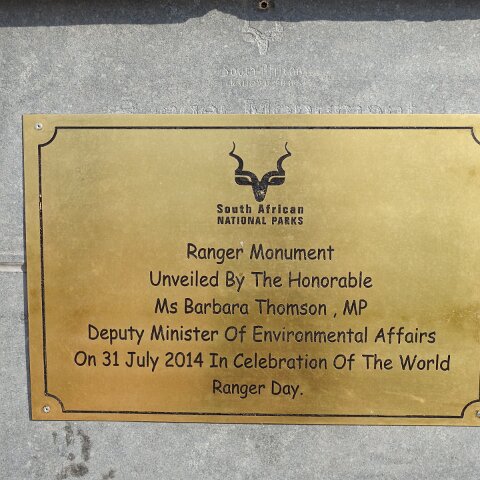 South African
NATIONAL PARKS
Ranger Monument
Unveiled By The Honorable
Ms Barbara Thomson , MP
Deputy Minister Of Environmental Affairs
On 31 July 2014 In Celebration Of The World
Ranger Day.